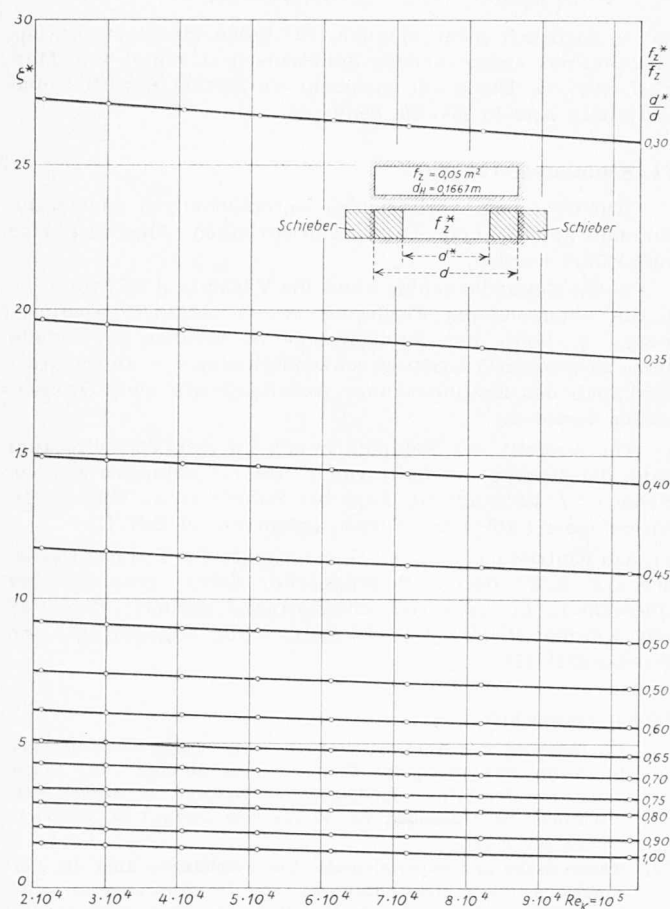 30
ξ*
25
20
15
10
5
0
f_z*/f_z
d*/d
0,30
f_z = 0,05 m²
d_H = 0,1667 m
Schieber
f_z*
Schieber
d*
d
0,35
0,40
0,45
0,50
0,50
0,60
0,65
0,70
0,75
0,80
0,90
1,00
2·10⁴ 3·10⁴ 4·10⁴ 5·10⁴ 6·10⁴ 7·10⁴ 8·10⁴ 9·10⁴ Re_K = 10⁵